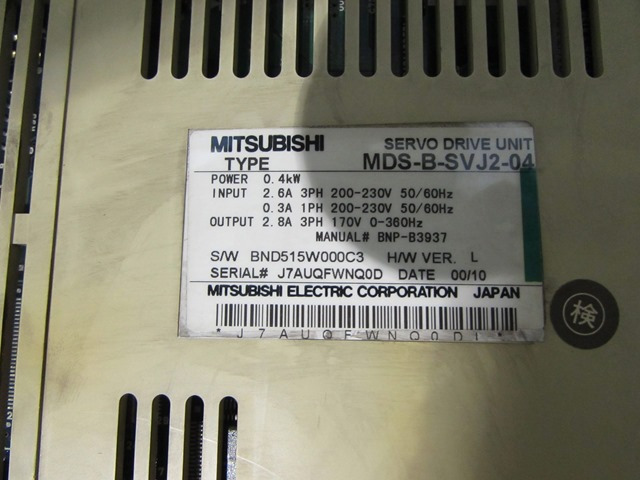 MITSUBISHI SERVO DRIVE UNIT
TYPE MDS-B-SVJ2-04
POWER 0.4kW
INPUT 2.6A 3PH 200-230V 50/60Hz
0.3A 1PH 200-230V 50/60Hz
OUTPUT 2.8A 3PH 170V 0-360Hz
MANUAL# BNP-B3937
S/W BND515W000C3 H/W VER. L
SERIAL# J7AUQFWNQ0D DATE 00/10
MITSUBISHI ELECTRIC CORPORATION JAPAN
*J7AUQFWNQ0DL*
検